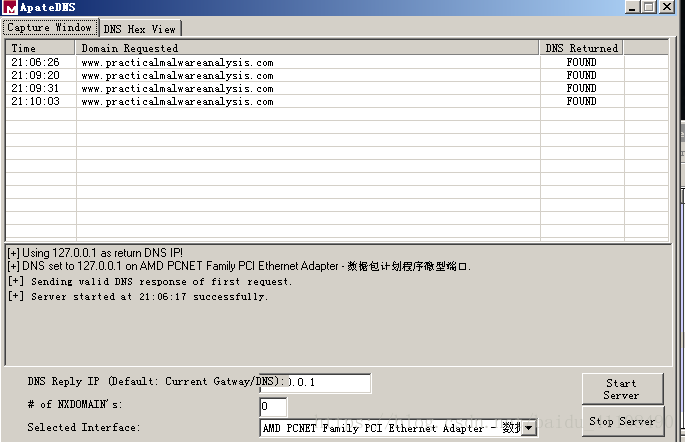 ApateDNS
Capture Window DNS Hex View
Time Domain Requested DNS Returned
21:06:26 www.practicalmalwareanalysis.com FOUND
21:09:20 www.practicalmalwareanalysis.com FOUND
21:09:31 www.practicalmalwareanalysis.com FOUND
21:10:03 www.practicalmalwareanalysis.com FOUND
[+] Using 127.0.0.1 as return DNS IP!
[+] DNS set to 127.0.0.1 on AMD PCNET Family PCI Ethernet Adapter - 数据包计划程序微型端口.
[+] Sending valid DNS response of first request.
[+] Server started at 21:06:17 successfully.
DNS Reply IP (Default: Current Gatway/DNS): 0.0.1
Start Server
# of NXDOMAIN's: 0
Stop Server
Selected Interface: AMD PCNET Family PCI Ethernet Adapter - 数据